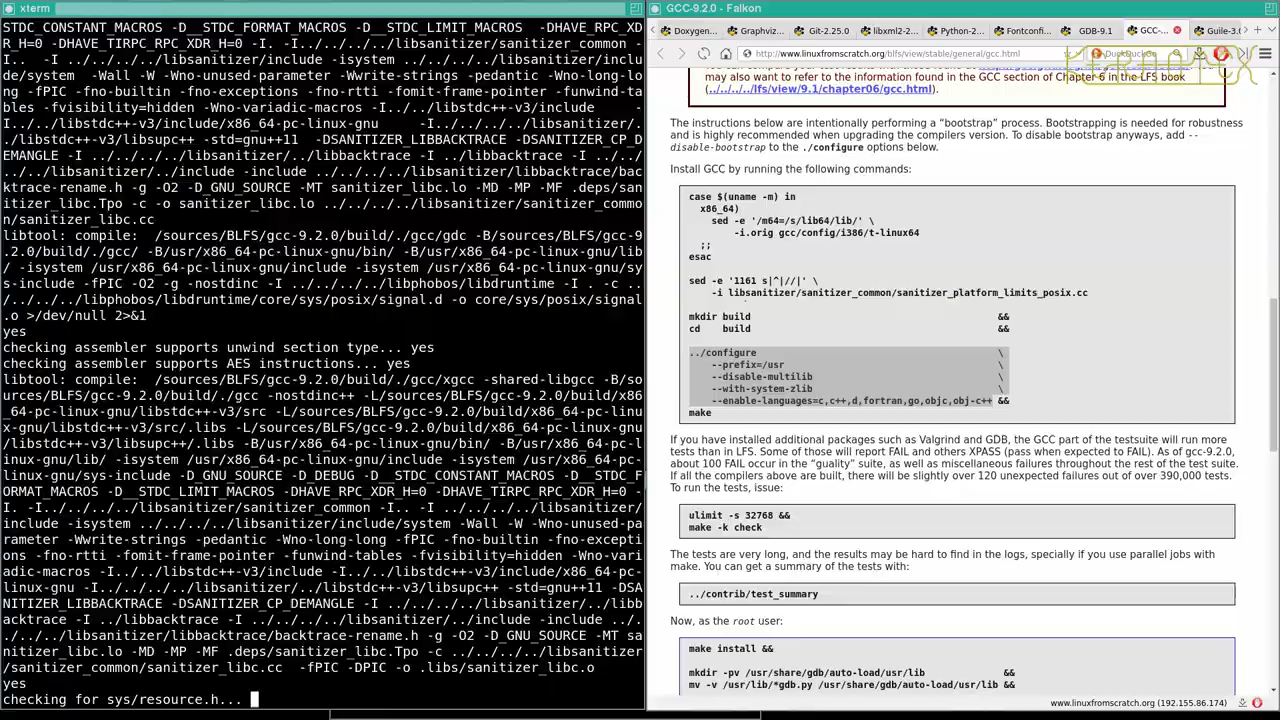 xterm
STDC_CONSTANT_MACROS -D__STDC_FORMAT_MACROS -D__STDC_LIMIT_MACROS -DHAVE_RPC_XD
R_H=0 -DHAVE_TIRPC_RPC_XDR_H=0 -I. -I../../../../libsanitizer/sanitizer_common -
I.. -I ../../../../libsanitizer/include -isystem ../../../../libsanitizer/inclu
de/system  -Wall -W -Wno-unused-parameter -Wwrite-strings -pedantic -Wno-long-lo
ng -fPIC -fno-builtin -fno-exceptions -fno-rtti -fomit-frame-pointer -funwind-ta
bles -fvisibility=hidden -Wno-variadic-macros -I../../libstdc++-v3/include
-I../../libstdc++-v3/include/x86_64-pc-linux-gnu      -I../../../../libsanitizer/.
./libstdc++-v3/libsupc++ -std=gnu++11  -DSANITIZER_LIBBACKTRACE -DSANITIZER_CP_D
EMANGLE -I ../../../../libsanitizer/../libbacktrace -I ../libbacktrace -I ../../
../../libsanitizer/../include -include ../../../../libsanitizer/libbacktrace/bac
ktrace-rename.h -g -O2 -D_GNU_SOURCE -MT sanitizer_libc.lo -MD -MP -MF .deps/san
itizer_libc.Tpo -c -o sanitizer_libc.lo ../../../../libsanitizer/sanitizer_commo
n/sanitizer_libc.cc
libtool: compile:  /sources/BLFS/gcc-9.2.0/build/./gcc/gdc -B/sources/BLFS/gcc-9
.2.0/build/./gcc/ -B/usr/x86_64-pc-linux-gnu/bin/ -B/usr/x86_64-pc-linux-gnu/lib
/ -isystem /usr/x86_64-pc-linux-gnu/include -isystem /usr/x86_64-pc-linux-gnu/sy
s-include -fPIC -O2 -g -nostdinc -I ../../../../libphobos/libdruntime -I . -c ..
/../../../libphobos/libdruntime/core/sys/posix/signal.d -o core/sys/posix/signal
.o >/dev/null 2>&1
yes
checking assembler supports unwind section type... yes
checking assembler supports AES instructions... yes
libtool: compile:  /sources/BLFS/gcc-9.2.0/build/./gcc/xgcc -shared-libgcc -B/so
urces/BLFS/gcc-9.2.0/build/./gcc -nostdinc++ -L/sources/BLFS/gcc-9.2.0/build/x86
_64-pc-linux-gnu/libstdc++-v3/src -L/sources/BLFS/gcc-9.2.0/build/x86_64-pc-linu
x-gnu/libstdc++-v3/src/.libs -L/sources/BLFS/gcc-9.2.0/build/x86_64-pc-linux-gnu
/libstdc++-v3/libsupc++/.libs -B/usr/x86_64-pc-linux-gnu/bin/ -B/usr/x86_64-pc-l
inux-gnu/lib/ -isystem /usr/x86_64-pc-linux-gnu/include -isystem /usr/x86_64-pc-
linux-gnu/sys-include -D_GNU_SOURCE -D_DEBUG -D__STDC_CONSTANT_MACROS -D__STDC_F
ORMAT_MACROS -D__STDC_LIMIT_MACROS -DHAVE_RPC_XDR_H=0 -DHAVE_TIRPC_RPC_XDR_H=0 -
I. -I../../../../libsanitizer/sanitizer_common -I.. -I ../../../../libsanitizer/
include -isystem ../../../../libsanitizer/include/system -Wall -W -Wno-unused-pa
rameter -Wwrite-strings -pedantic -Wno-long-long -fPIC -fno-builtin -fno-excepti
ons -fno-rtti -fomit-frame-pointer -funwind-tables -fvisibility=hidden -Wno-vari
adic-macros -I../../libstdc++-v3/include -I../../libstdc++-v3/include/x86_64-pc-
linux-gnu -I../../../../libsanitizer/../libstdc++-v3/libsupc++ -std=gnu++11 -DSA
NITIZER_LIBBACKTRACE -DSANITIZER_CP_DEMANGLE -I ../../../../libsanitizer/../libb
acktrace -I ../libbacktrace -I ../../../../libsanitizer/../include -include ../.
./../../libsanitizer/libbacktrace/backtrace-rename.h -g -O2 -D_GNU_SOURCE -MT sa
nitizer_libc.lo -MD -MP -MF .deps/sanitizer_libc.Tpo -c ../../../../libsanitizer
/sanitizer_common/sanitizer_libc.cc  -fPIC -DPIC -o .libs/sanitizer_libc.o
yes
checking for sys/resource.h...
GCC-9.2.0 - Falkon
Doxygen... Graphviz... Git-2.25.0 libxml2-2... Python-2... Fontconfi... GDB-9.1 GCC-... Guile-3.0
http://www.linuxfromscratch.org/blfs/view/stable/general/gcc.html DuckDuckGo
may also want to refer to the information found in the GCC section of Chapter 6 in the LFS book
(../../../../lfs/view/9.1/chapter06/gcc.html).
The instructions below are intentionally performing a “bootstrap” process. Bootstrapping is needed for robustness
and is highly recommended when upgrading the compilers version. To disable bootstrap anyways, add --
disable-bootstrap to the ./configure options below.
Install GCC by running the following commands:
case $(uname -m) in
x86_64)
sed -e '/m64=/s/lib64/lib/' \
-i.orig gcc/config/i386/t-linux64
;;
esac
sed -e '1161 s|^|//|' \
-i libsanitizer/sanitizer_common/sanitizer_platform_limits_posix.cc
mkdir build &&
cd build &&
../configure \
--prefix=/usr \
--disable-multilib \
--with-system-zlib \
--enable-languages=c,c++,d,fortran,go,objc,obj-c++ &&
make
If you have installed additional packages such as Valgrind and GDB, the GCC part of the testsuite will run more
tests than in LFS. Some of those will report FAIL and others XPASS (pass when expected to FAIL). As of gcc-9.2.0,
about 100 FAIL occur in the “guality” suite, as well as miscellaneous failures throughout the rest of the test suite.
If all the compilers above are built, there will be slightly over 120 unexpected failures out of over 390,000 tests.
To run the tests, issue:
ulimit -s 32768 &&
make -k check
The tests are very long, and the results may be hard to find in the logs, specially if you use parallel jobs with
make. You can get a summary of the tests with:
../contrib/test_summary
Now, as the root user:
make install &&
mkdir -pv /usr/share/gdb/auto-load/usr/lib &&
mv -v /usr/lib/*gdb.py /usr/share/gdb/auto-load/usr/lib &&
www.linuxfromscratch.org (192.155.86.174)